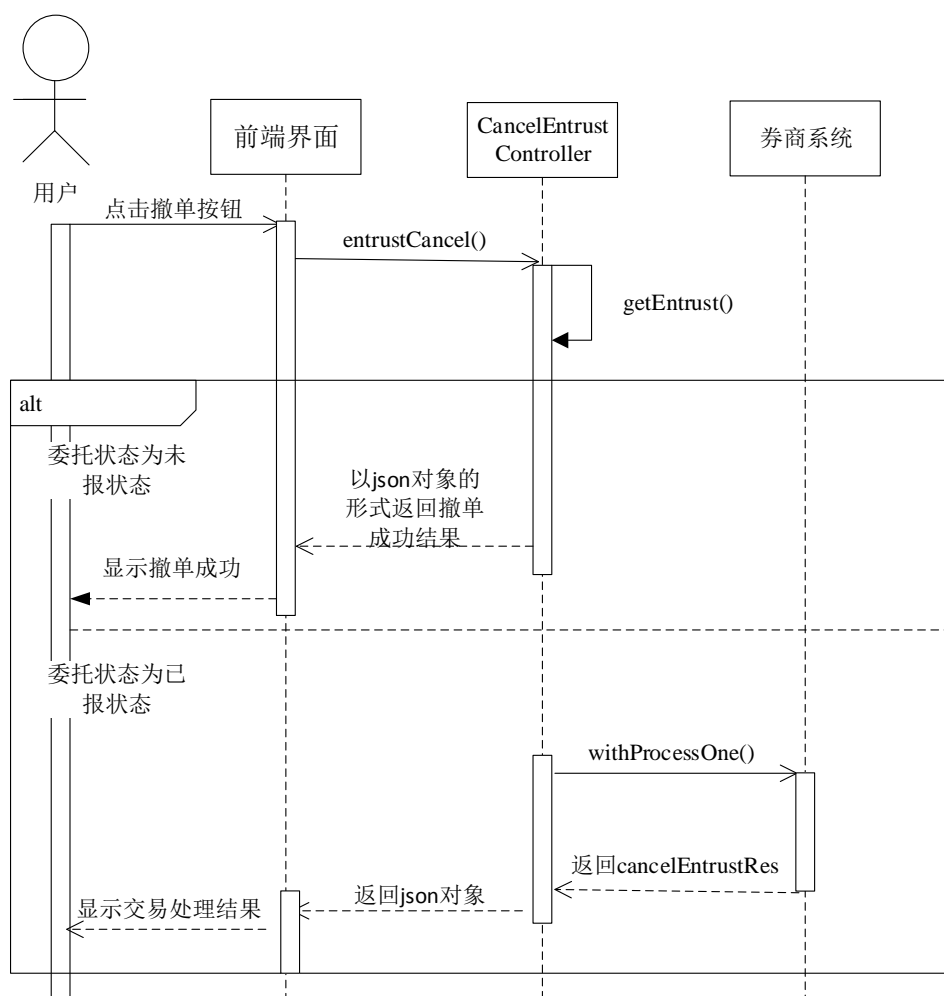 用户
前端界面
CancelEntrust
Controller
券商系统
点击撤单按钮
entrustCancel()
getEntrust()
alt
委托状态为未
报状态
以json对象的
形式返回撤单
成功结果
显示撤单成功
委托状态为已
报状态
withProcessOne()
返回cancelEntrustRes
返回json对象
显示交易处理结果